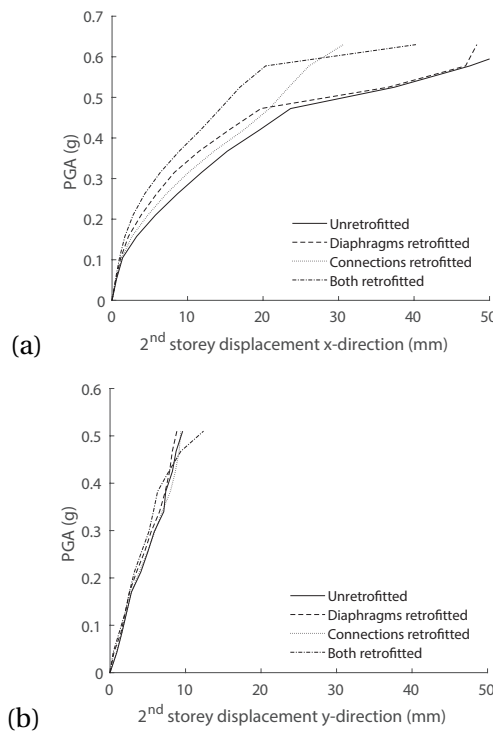 0.7
0.6
0.5
0.4
0.3
0.2
0.1
0
PGA (g)
Unretrofitted
Diaphragms retrofitted
Connections retrofitted
Both retrofitted
0 10 20 30 40 50
2nd storey displacement x-direction (mm)
(a)
0.6
0.5
0.4
0.3
0.2
0.1
0
PGA (g)
Unretrofitted
Diaphragms retrofitted
Connections retrofitted
Both retrofitted
0 10 20 30 40 50
2nd storey displacement y-direction (mm)
(b)